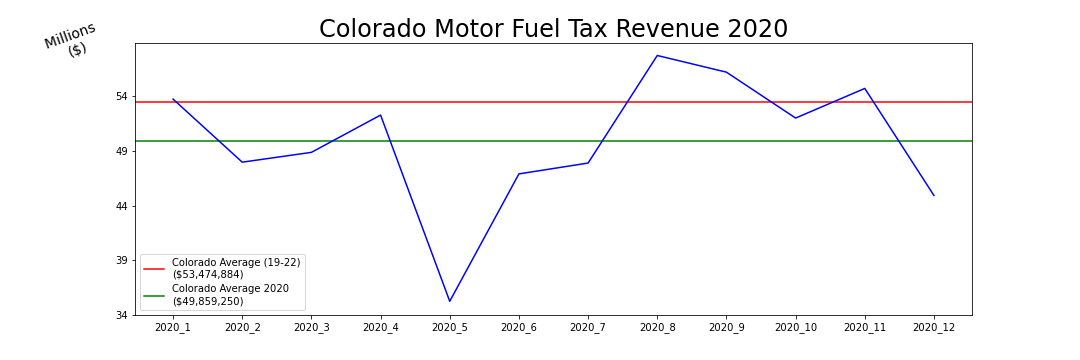 Colorado Motor Fuel Tax Revenue 2020
Millions
($)
54
49
44
39
34
Colorado Average (19-22)
($53,474,884)
Colorado Average 2020
($49,859,250)
2020_1 2020_2 2020_3 2020_4 2020_5 2020_6 2020_7 2020_8 2020_9 2020_10 2020_11 2020_12